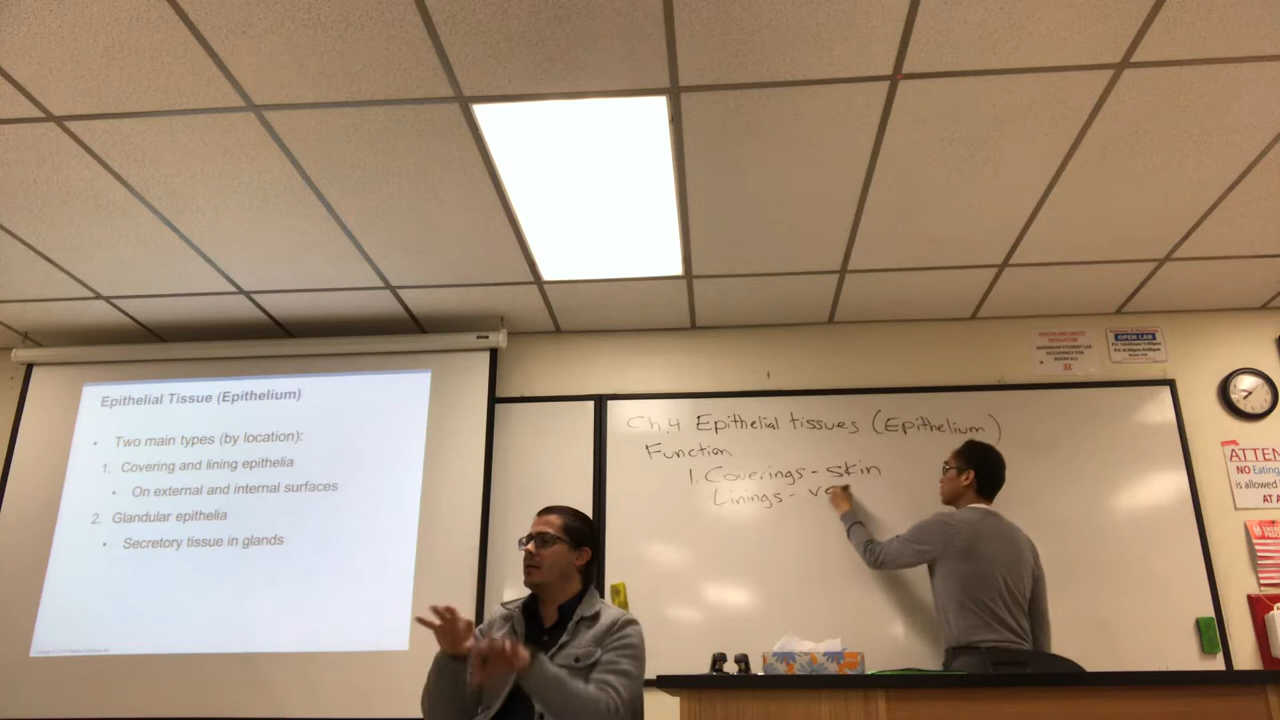 Epithelial Tissue (Epithelium)
• Two main types (by location):
1. Covering and lining epithelia
• On external and internal surfaces
2. Glandular epithelia
• Secretory tissue in glands
Ch.4 Epithelial tissues (Epithelium)
Function
1. Coverings - skin
Linings - ve
OPEN LAB
ATTEN
NO Eating
is allowed
AT A